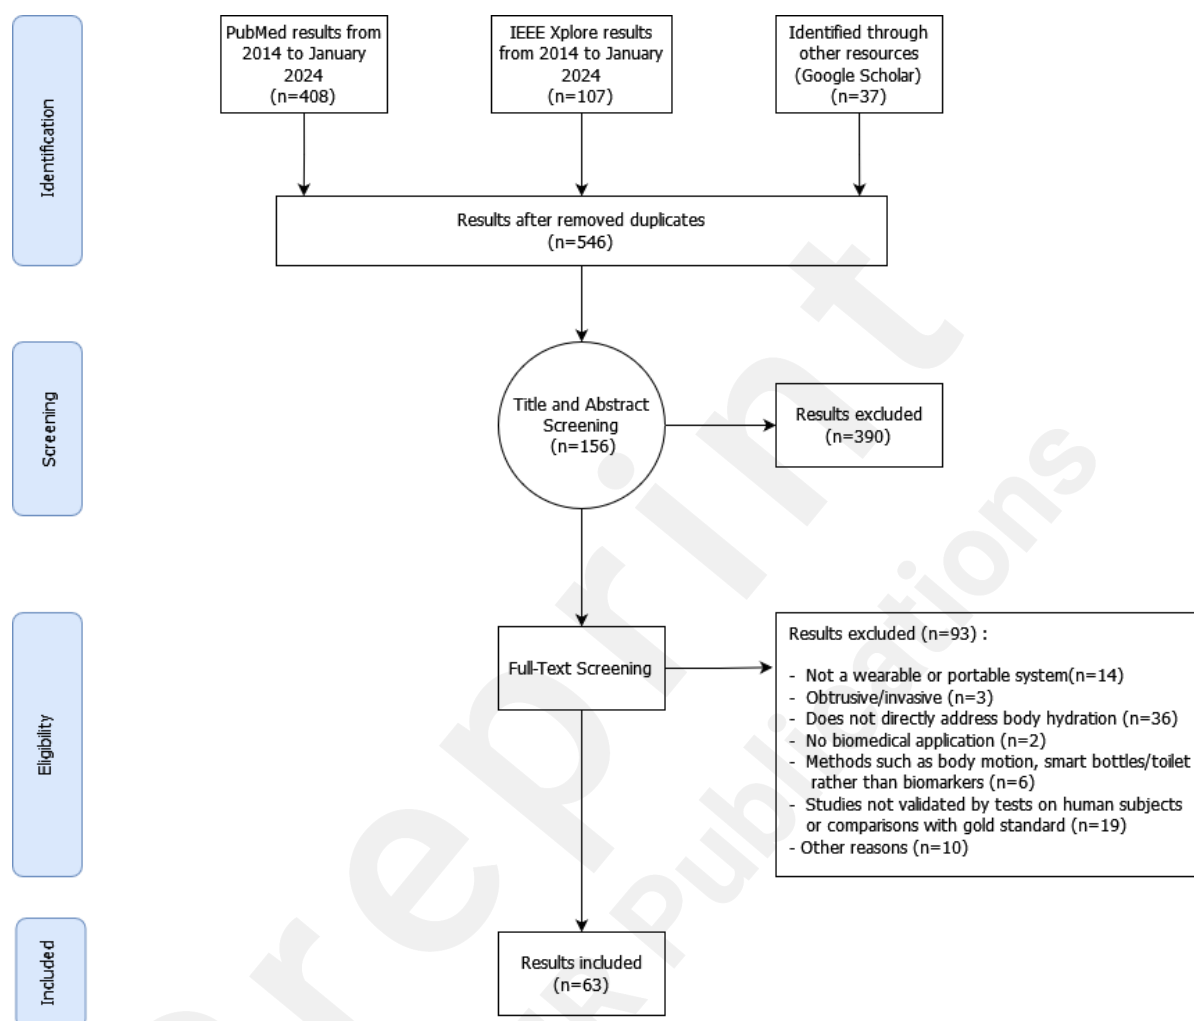 Identification
PubMed results from
2014 to January
2024
(n=408)
IEEE Xplore results
from 2014 to January
2024
(n=107)
Identified through
other resources
(Google Scholar)
(n=37)
Results after removed duplicates
(n=546)
Screening
Title and Abstract
Screening
(n=156)
Results excluded
(n=390)
Eligibility
Full-Text Screening
Results excluded (n=93) :
- Not a wearable or portable system(n=14)
- Obtrusive/invasive (n=3)
- Does not directly address body hydration (n=36)
- No biomedical application (n=2)
- Methods such as body motion, smart bottles/toilet
rather than biomarkers (n=6)
- Studies not validated by tests on human subjects
or comparisons with gold standard (n=19)
- Other reasons (n=10)
Included
Results included
(n=63)
Preprint
Publications